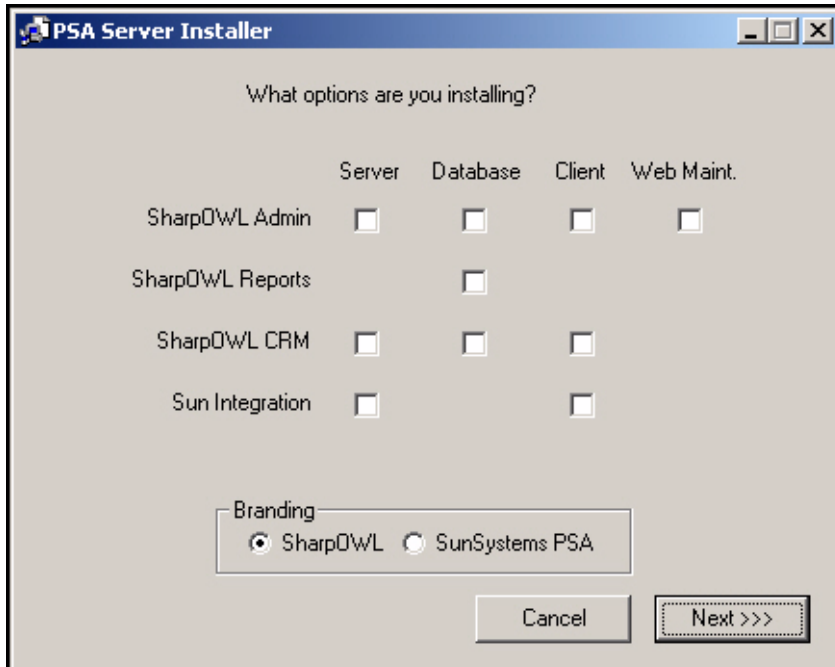 PSA Server Installer
What options are you installing?
Server Database Client Web Maint.
SharpOWL Admin
SharpOWL Reports
SharpOWL CRM
Sun Integration
Branding
SharpOWL SunSystems PSA
Cancel Next >>>